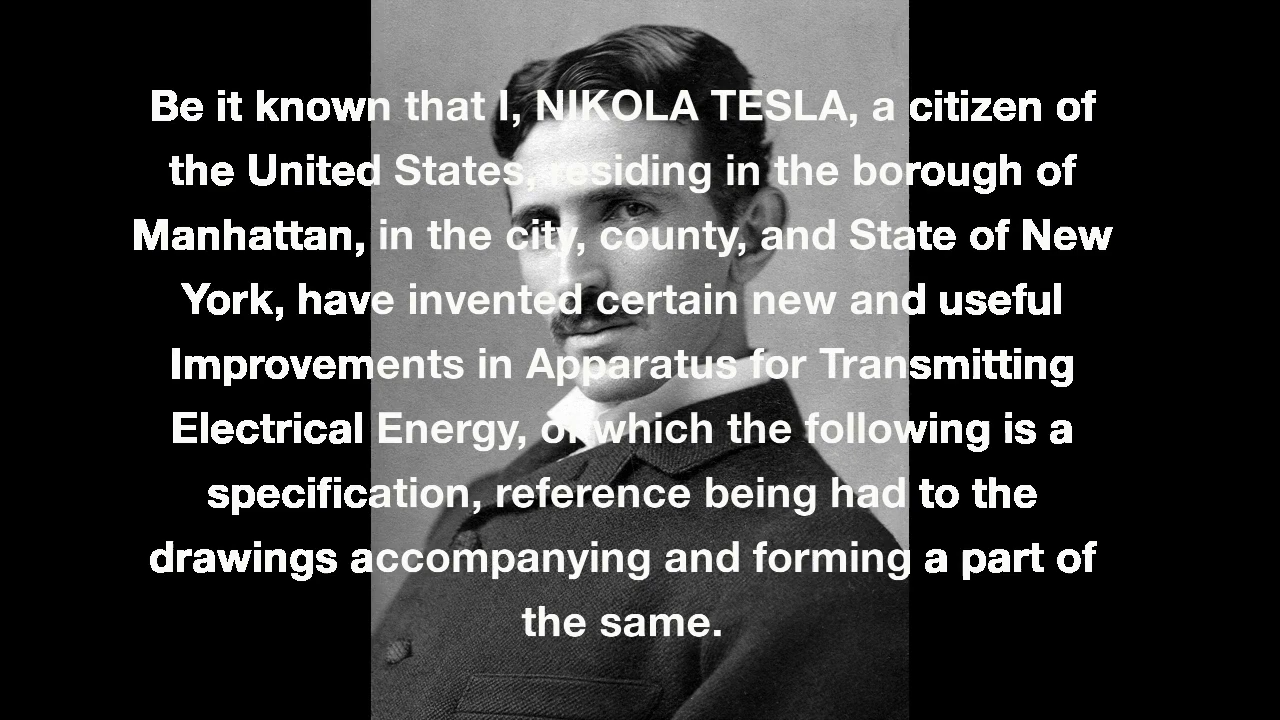 Be it known that I, NIKOLA TESLA, a citizen of
the United States, residing in the borough of
Manhattan, in the city, county, and State of New
York, have invented certain new and useful
Improvements in Apparatus for Transmitting
Electrical Energy, of which the following is a
specification, reference being had to the
drawings accompanying and forming a part of
the same.